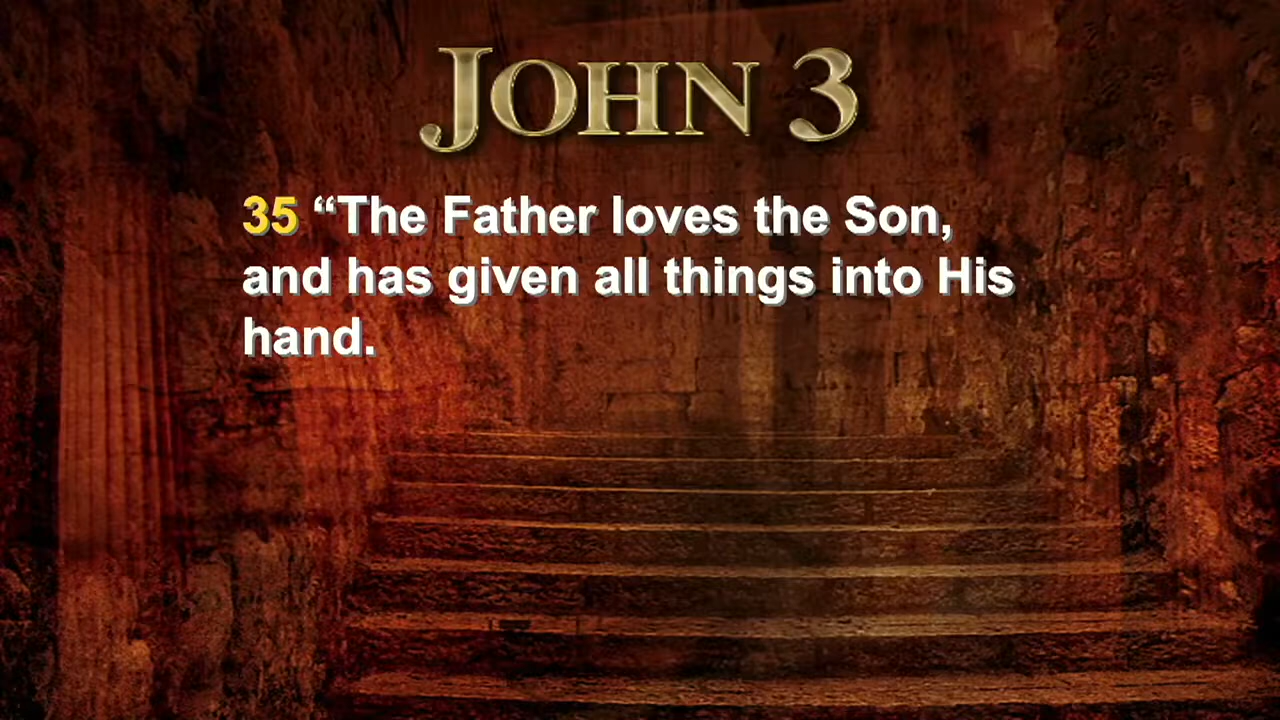 JOHN 3
35 “The Father loves the Son,
and has given all things into His
hand.